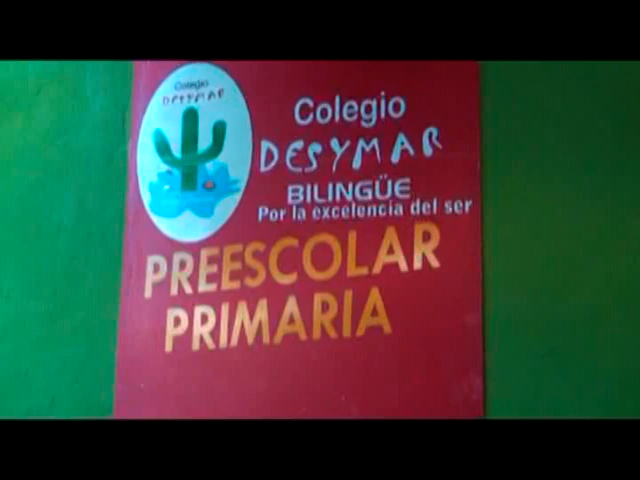 Colegio
DESYMAR
Colegio
DESYMAR
BILINGÜE
Por la excelencia del ser
PREESCOLAR
PRIMARIA